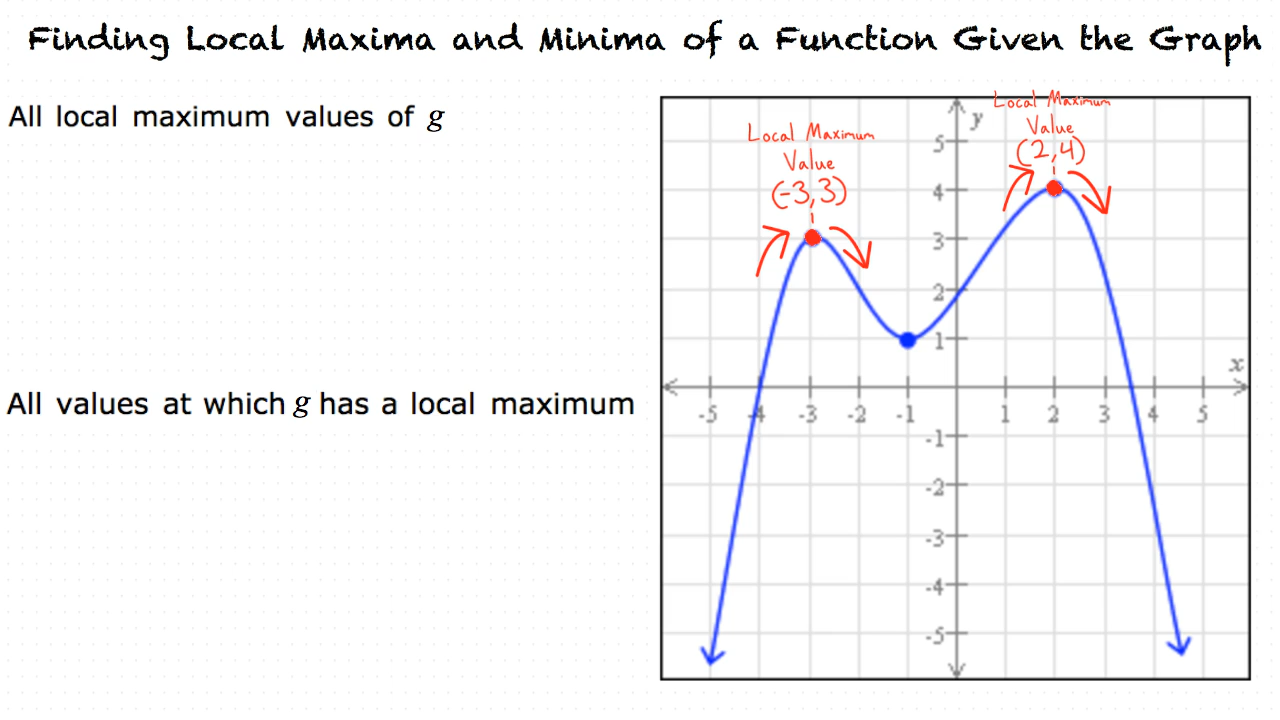 Finding Local Maxima and Minima of a Function Given the Graph
All local maximum values of g
All values at which g has a local maximum
Local Maximum
Value
(-3,3)
Local Maximum
Value
(2,4)
y
5
4
3
2
1
-1
-2
-3
-4
-5
x
-5 -4 -3 -2 -1 1 2 3 4 5